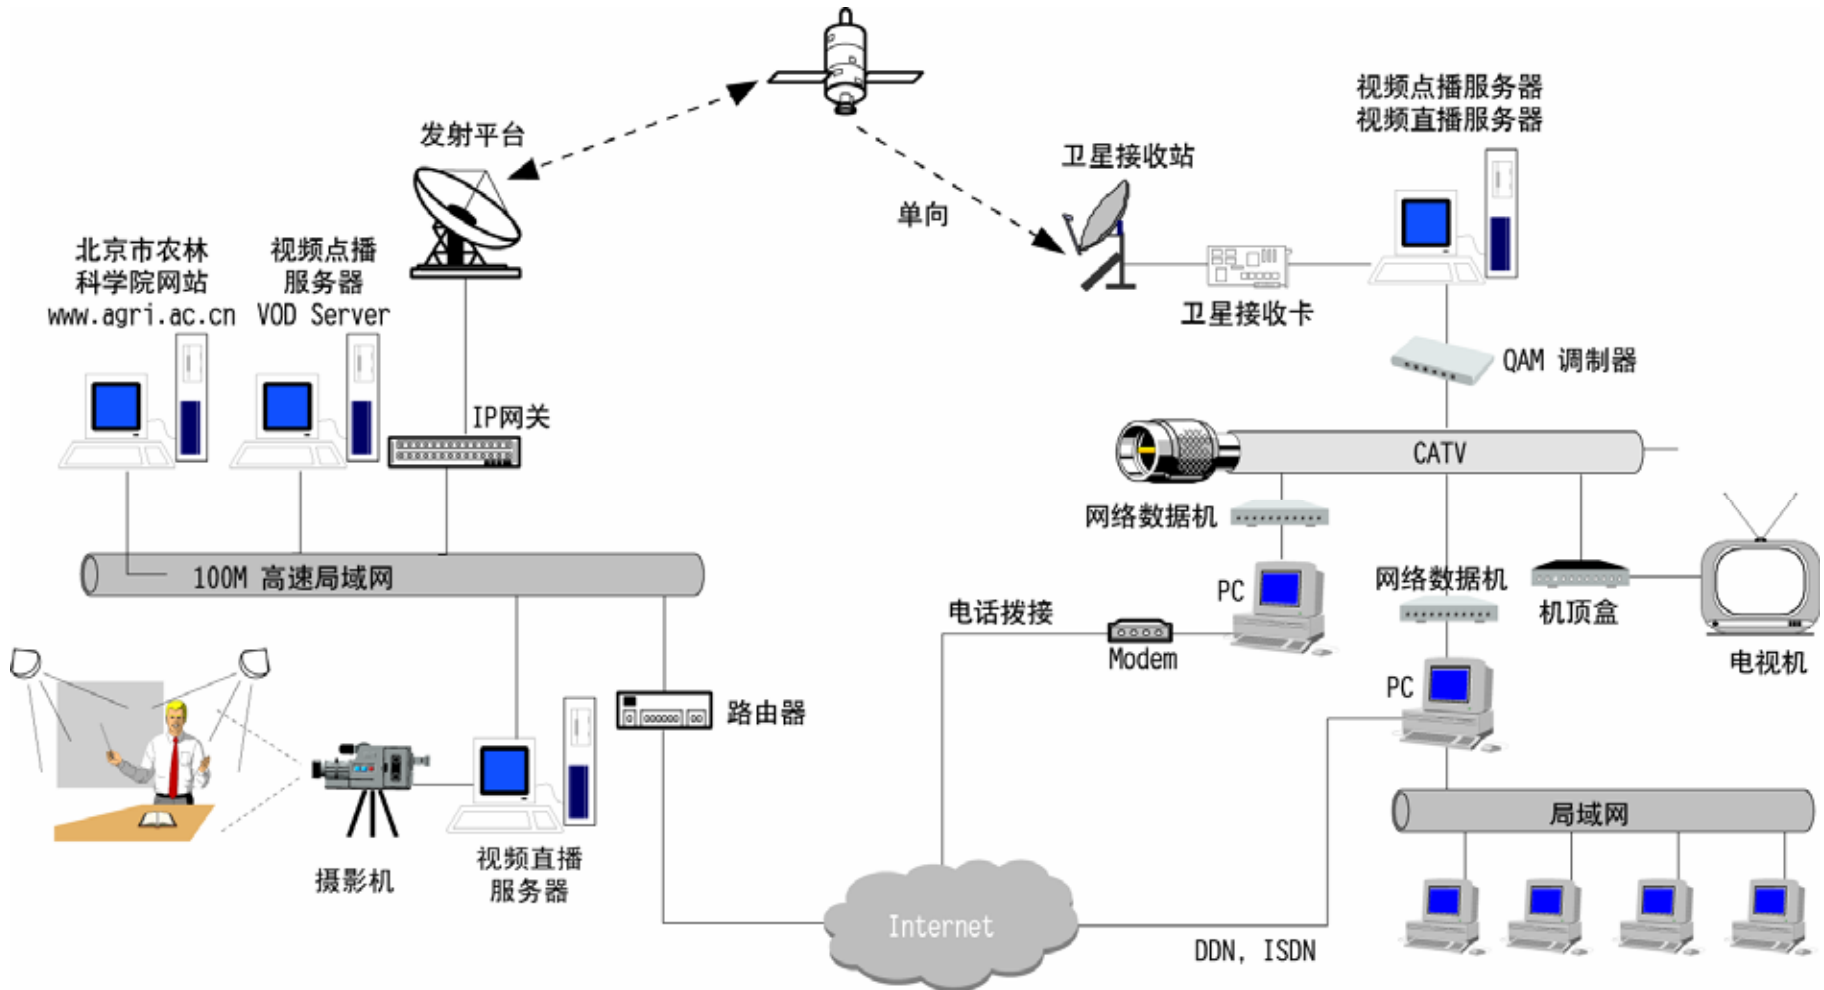 视频点播服务器
视频直播服务器
发射平台
卫星接收站
单向
北京市农林
科学院网站
www.agri.ac.cn
视频点播
服务器
VOD Server
卫星接收卡
QAM 调制器
IP网关
CATV
网络数据机
100M 高速局域网
PC
网络数据机
机顶盒
电话拨接
Modem
电视机
PC
路由器
局域网
视频直播
服务器
摄影机
Internet
DDN, ISDN